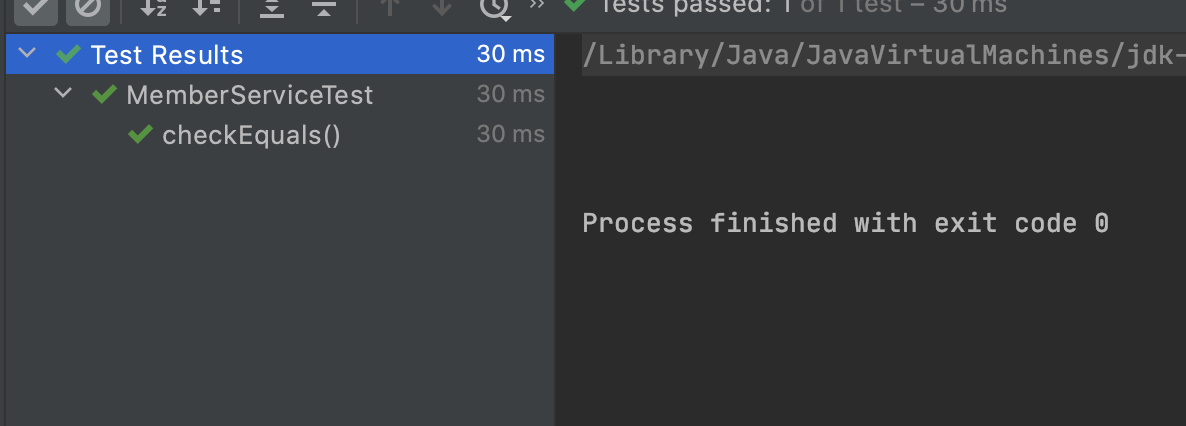 Tests passed: 1 of 1 test – 30 ms
Test Results 30 ms
MemberServiceTest 30 ms
checkEquals() 30 ms
/Library/Java/JavaVirtualMachines/jdk-
Process finished with exit code 0